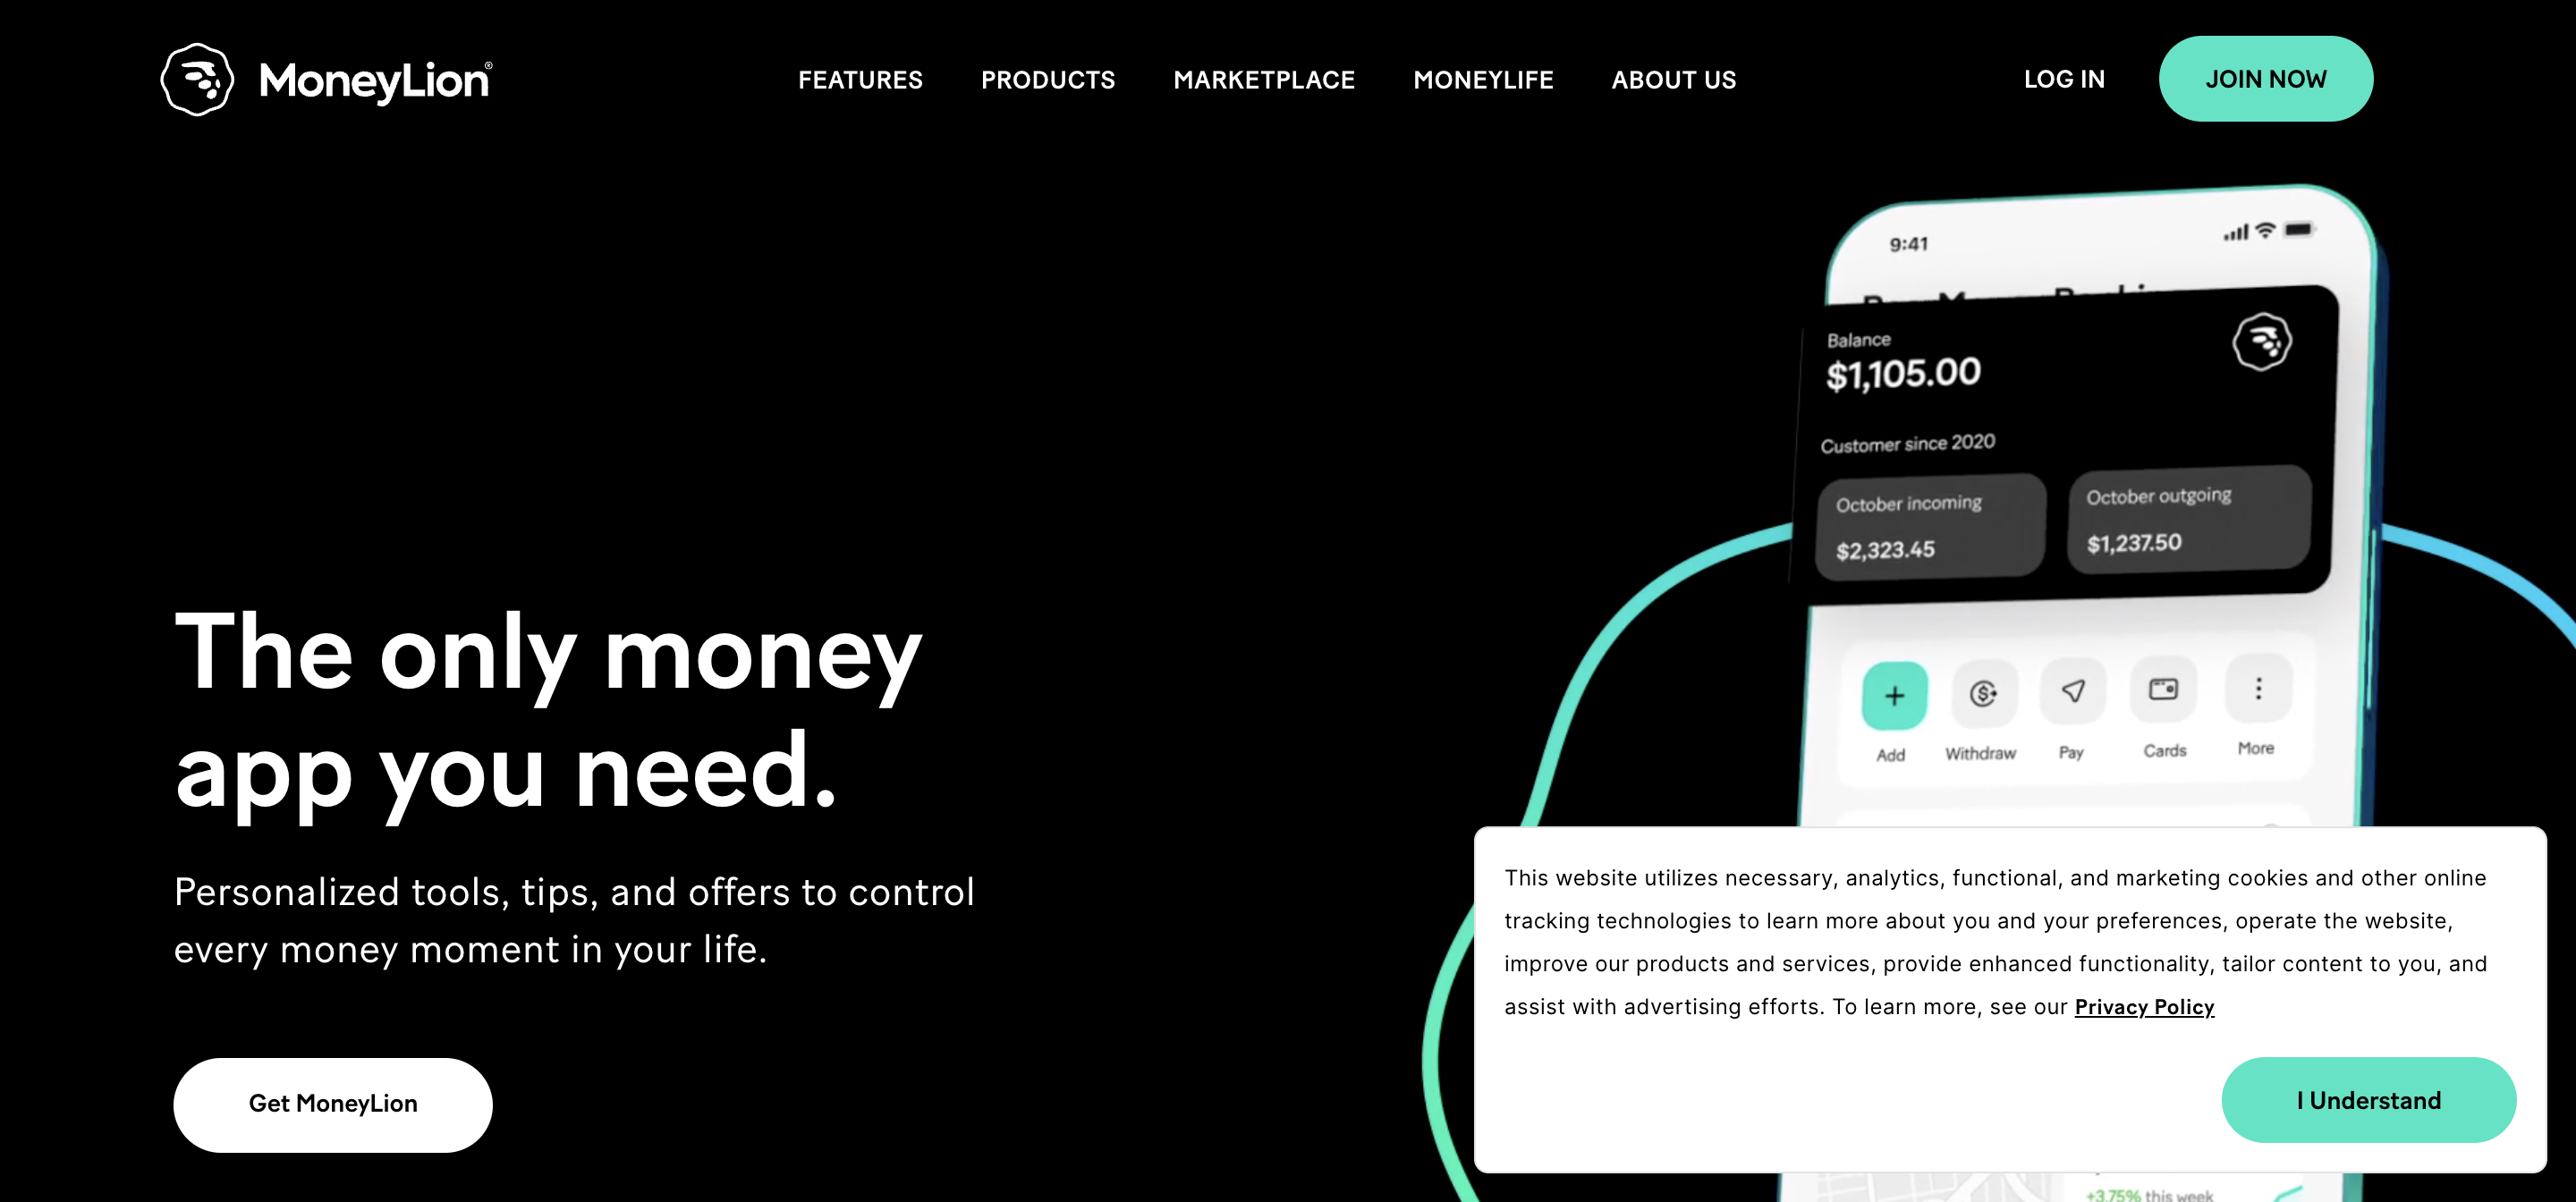 MoneyLion®
FEATURES
PRODUCTS
MARKETPLACE
MONEYLIFE
ABOUT US
LOG IN
JOIN NOW
The only money
app you need.
Personalized tools, tips, and offers to control
every money moment in your life.
Get MoneyLion
9:41
Balance
$1,105.00
Customer since 2020
October incoming
$2,323.45
October outgoing
$1,237.50
Add
Withdraw
Pay
Cards
More
This website utilizes necessary, analytics, functional, and marketing cookies and other online
tracking technologies to learn more about you and your preferences, operate the website,
improve our products and services, provide enhanced functionality, tailor content to you, and
assist with advertising efforts. To learn more, see our Privacy Policy
I Understand
+3.75% this week